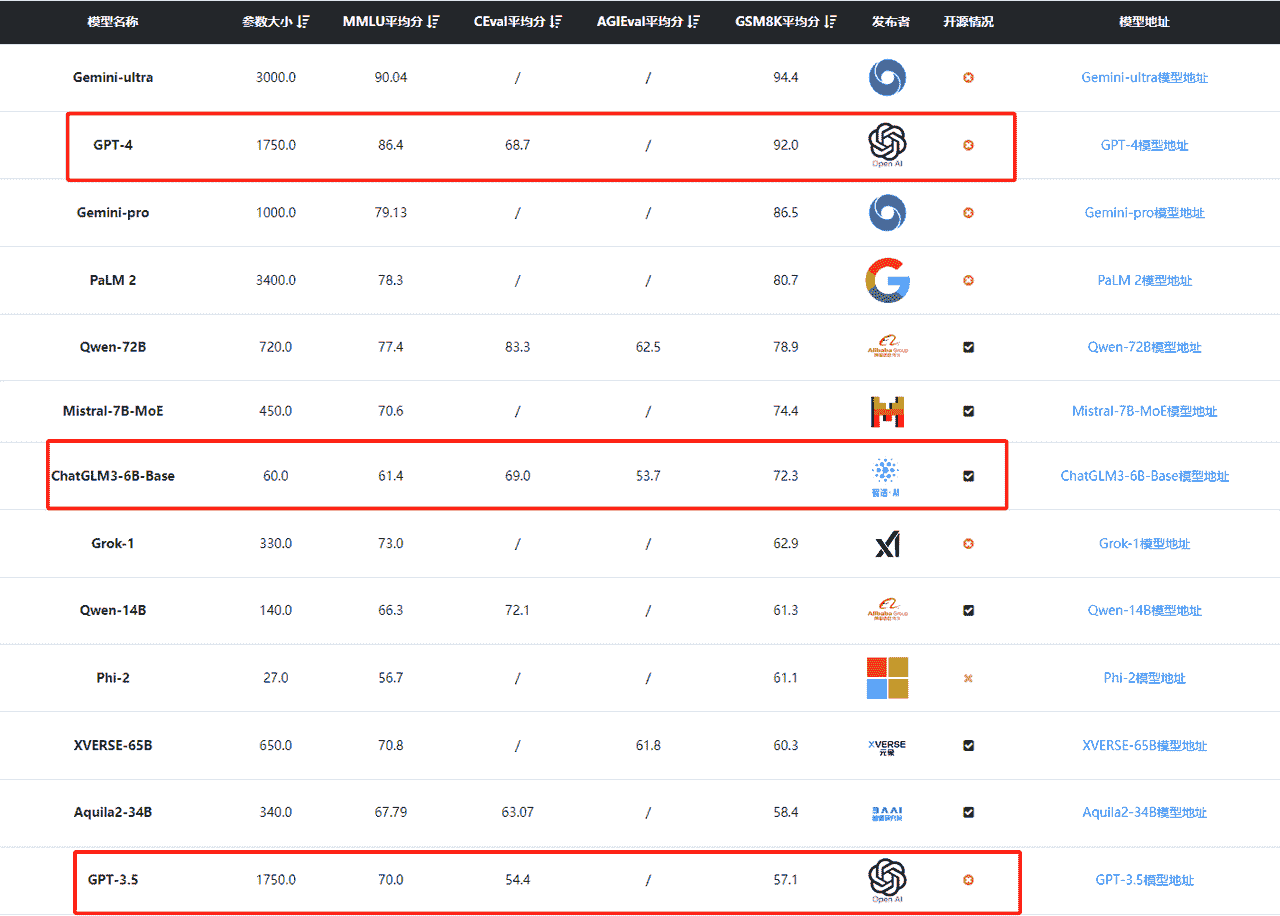 模型名称 参数大小 MMLU平均分 CEval平均分 AGIEval平均分 GSM8K平均分 发布者 开源情况 模型地址
Gemini-ultra 3000.0 90.04 / / 94.4 Gemini-ultra模型地址
GPT-4 1750.0 86.4 68.7 / 92.0 Open AI GPT-4模型地址
Gemini-pro 1000.0 79.13 / / 86.5 Gemini-pro模型地址
PaLM 2 3400.0 78.3 / / 80.7 PaLM 2模型地址
Qwen-72B 720.0 77.4 83.3 62.5 78.9 Alibaba Group Qwen-72B模型地址
Mistral-7B-MoE 450.0 70.6 / / 74.4 Mistral-7B-MoE模型地址
ChatGLM3-6B-Base 60.0 61.4 69.0 53.7 72.3 智谱·AI ChatGLM3-6B-Base模型地址
Grok-1 330.0 73.0 / / 62.9 Grok-1模型地址
Qwen-14B 140.0 66.3 72.1 / 61.3 Alibaba Group Qwen-14B模型地址
Phi-2 27.0 56.7 / / 61.1 Phi-2模型地址
XVERSE-65B 650.0 70.8 / 61.8 60.3 XVERSE 元象 XVERSE-65B模型地址
Aquila2-34B 340.0 67.79 63.07 / 58.4 BAAI Aquila2-34B模型地址
GPT-3.5 1750.0 70.0 54.4 / 57.1 Open AI GPT-3.5模型地址